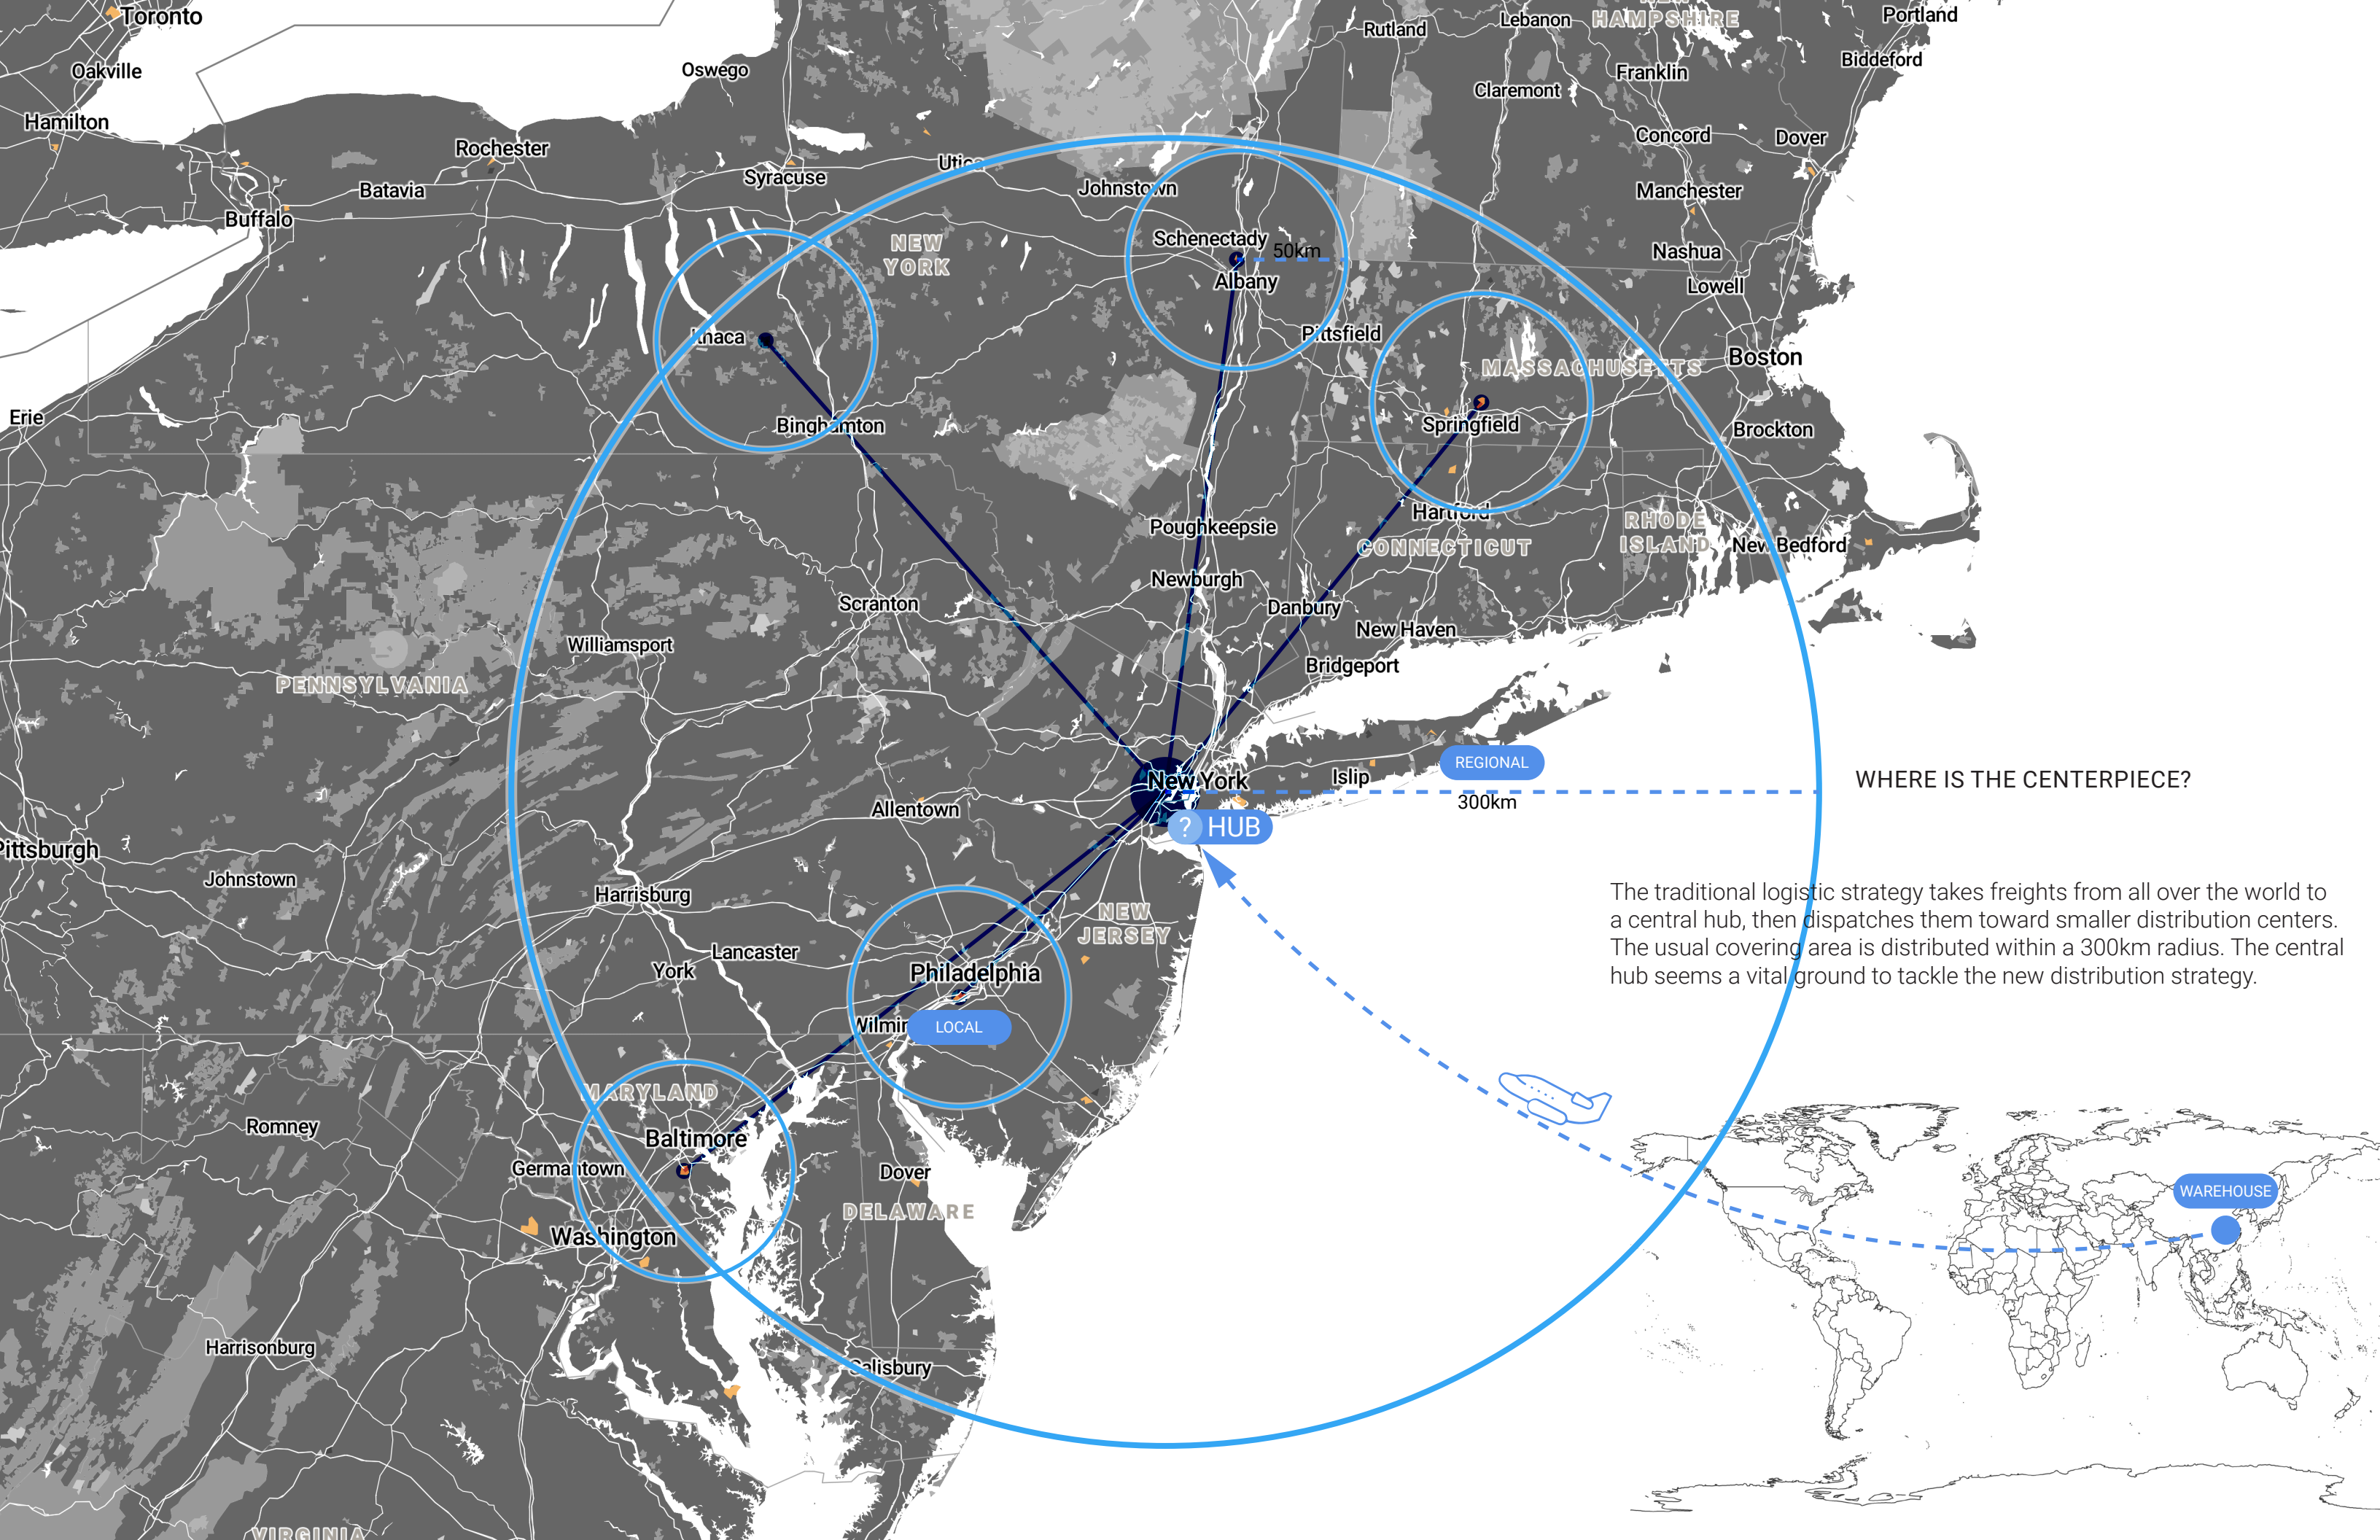 Toronto
Oakville
Hamilton
Oswego
Rutland
Lebanon
HAMPSHIRE
Portland
Biddeford
Franklin
Claremont
Concord
Dover
Rochester
Batavia
Buffalo
Syracuse
Utica
Johnstown
Manchester
NEW
YORK
Schenectady
50km
Albany
Nashua
Lowell
Ithaca
Pittsfield
MASSACHUSETTS
Boston
Erie
Binghamton
Springfield
Brockton
Hartford
Poughkeepsie
RHODE
ISLAND
New Bedford
CONNECTICUT
Newburgh
Scranton
Danbury
New Haven
Williamsport
Bridgeport
PENNSYLVANIA
REGIONAL
New York
Islip
300km
WHERE IS THE CENTERPIECE?
Allentown
? HUB
Pittsburgh
Johnstown
Harrisburg
The traditional logistic strategy takes freights from all over the world to
a central hub, then dispatches them toward smaller distribution centers.
The usual covering area is distributed within a 300km radius. The central
hub seems a vital ground to tackle the new distribution strategy.
NEW
JERSEY
Lancaster
York
Philadelphia
Wilmin
LOCAL
MARYLAND
Romney
Baltimore
Germantown
Dover
WAREHOUSE
DELAWARE
Washington
Harrisonburg
Salisbury
VIRGINIA